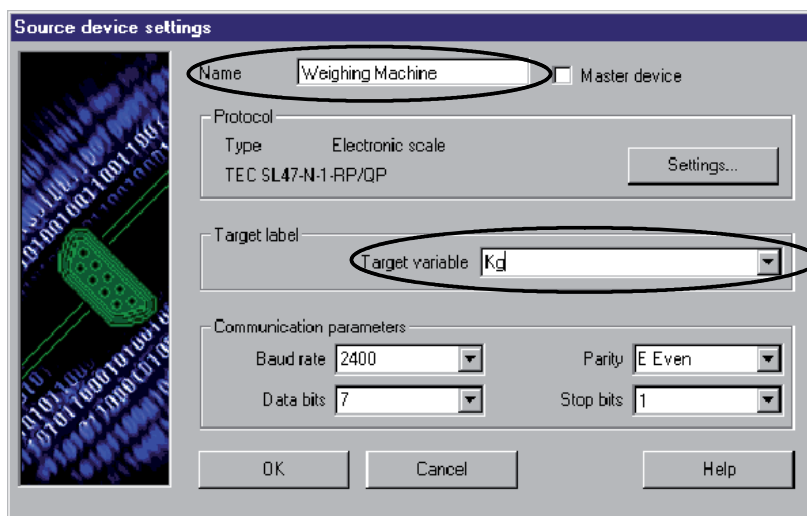 Source device settings
Name Weighing Machine Master device
Protocol
Type Electronic scale
TEC SL47-N-1-RP/QP
Settings...
Target label
Target variable Kg
Communication parameters
Baud rate 2400 Parity E Even
Data bits 7 Stop bits 1
OK Cancel Help